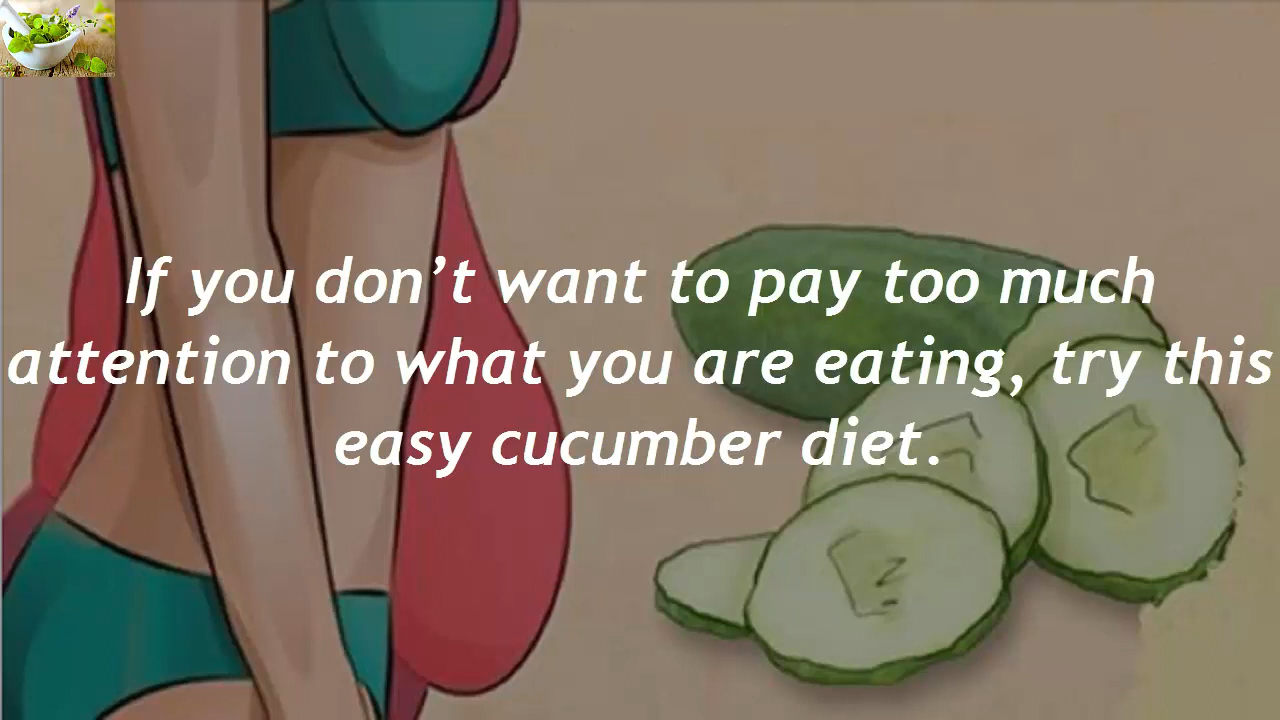 If you don’t want to pay too much
attention to what you are eating, try this
easy cucumber diet.